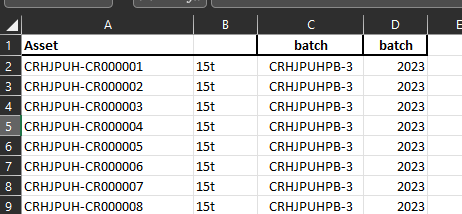 A B C D E
1 Asset batch batch
2 CRHJPUH-CR000001 15t CRHJPUHPB-3 2023
3 CRHJPUH-CR000002 15t CRHJPUHPB-3 2023
4 CRHJPUH-CR000003 15t CRHJPUHPB-3 2023
5 CRHJPUH-CR000004 15t CRHJPUHPB-3 2023
6 CRHJPUH-CR000005 15t CRHJPUHPB-3 2023
7 CRHJPUH-CR000006 15t CRHJPUHPB-3 2023
8 CRHJPUH-CR000007 15t CRHJPUHPB-3 2023
9 CRHJPUH-CR000008 15t CRHJPUHPB-3 2023